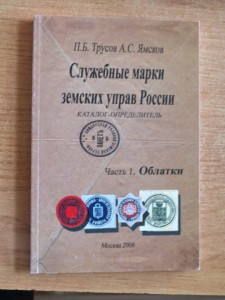 П.Б. Трусов А.С. Ямсков
Служебные марки
земских управ России
КАТАЛОГ-ОПРЕДЕЛИТЕЛЬ
Часть 1. Облатки
Москва 2006